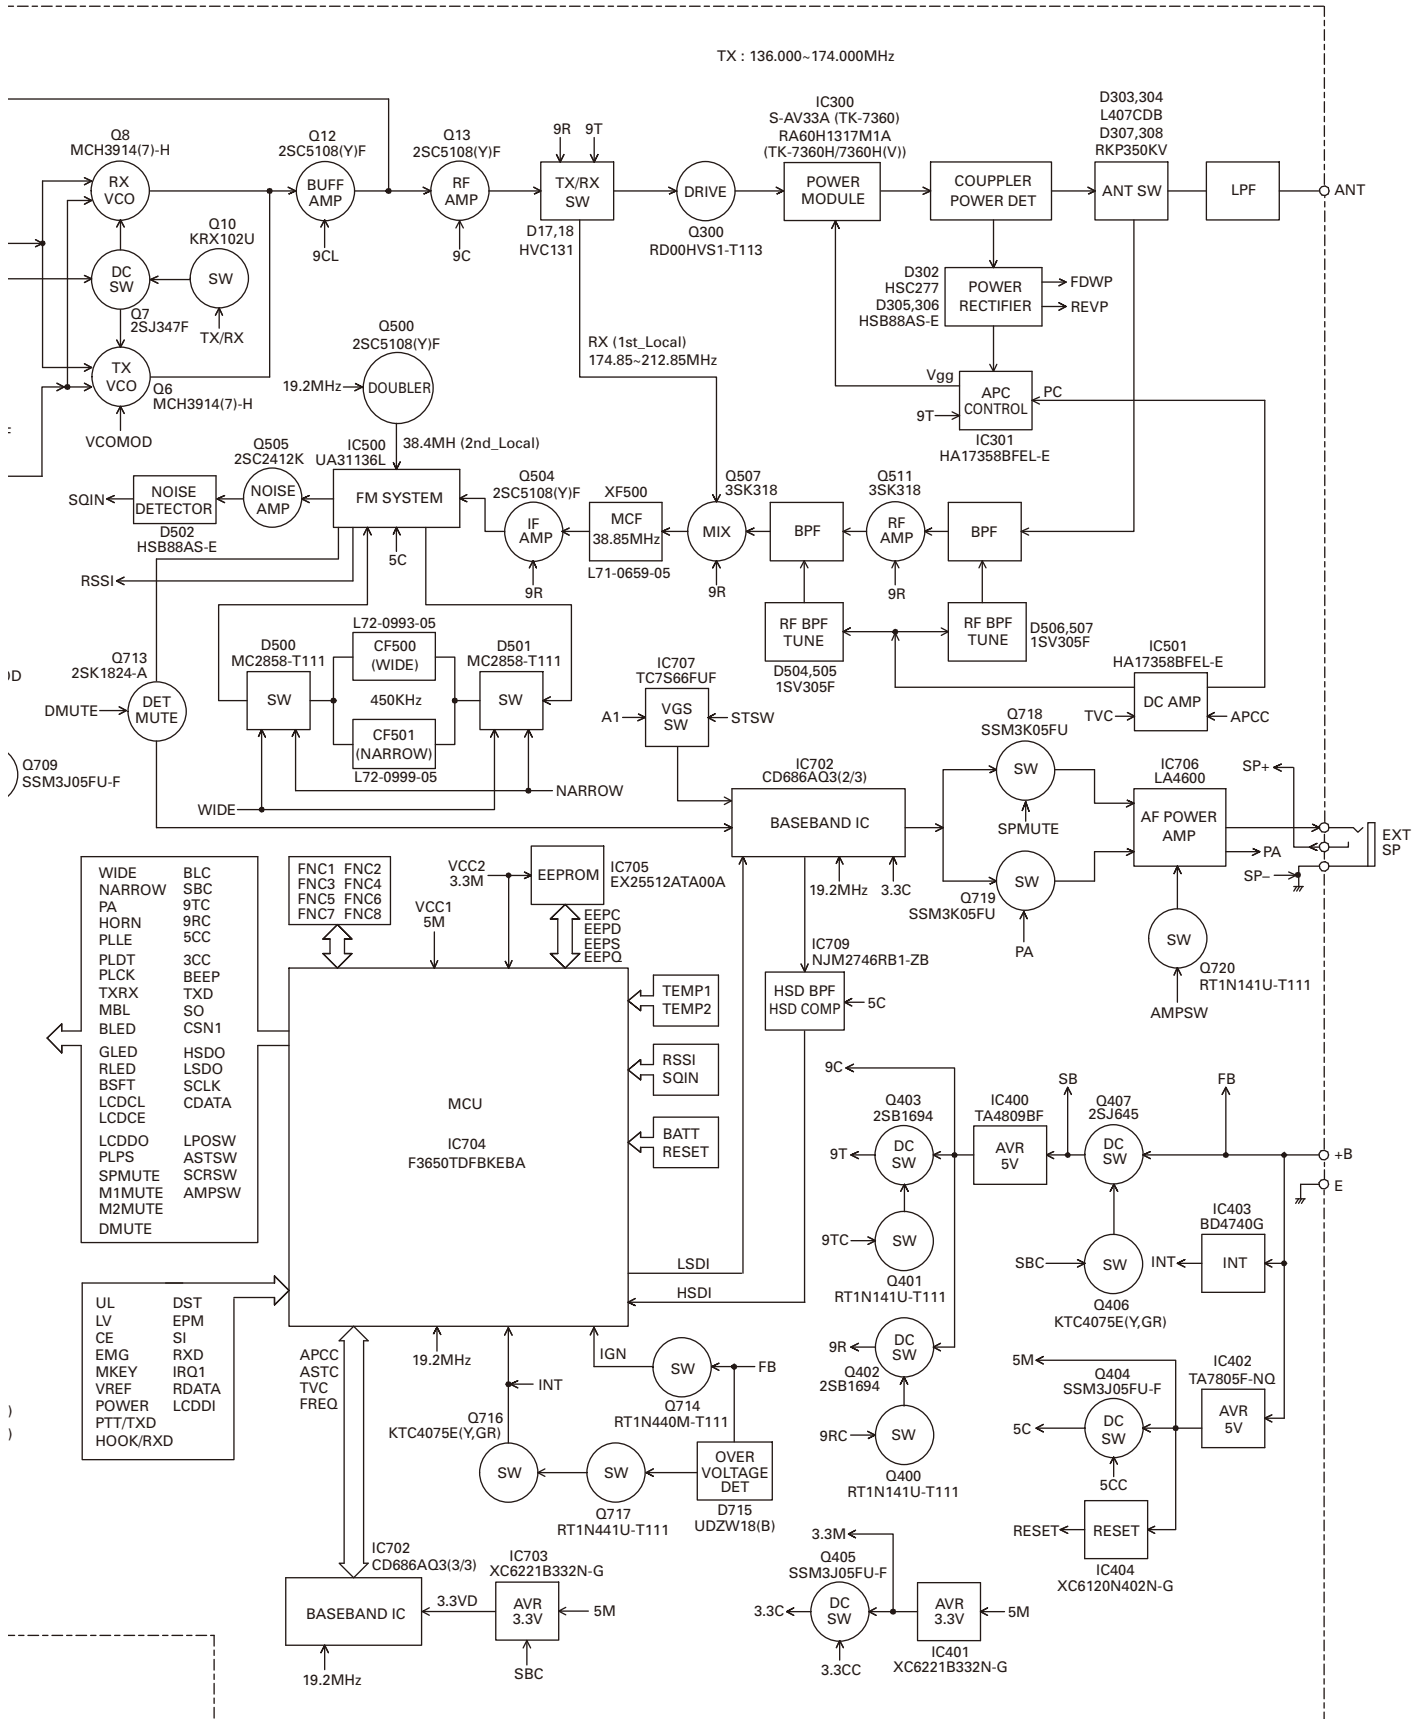 TX : 136.000~174.000MHz
Q8
MCH3914(7)-H
RX
VCO
Q12
2SC5108(Y)F
BUFF
AMP
9CL
Q13
2SC5108(Y)F
RF
AMP
9C
9R 9T
TX/RX
SW
D17,18
HVC131
DRIVE
Q300
RD00HVS1-T113
IC300
S-AV33A (TK-7360)
RA60H1317M1A
(TK-7360H/7360H(V))
POWER
MODULE
COUPPLER
POWER DET
D303,304
L407CDB
D307,308
RKP350KV
ANT SW
LPF
ANT
Q10
KRX102U
SW
TX/RX
DC
SW
Q7
2SJ347F
TX
VCO
Q6
MCH3914(7)-H
VCOMOD
F
D302
HSC277
D305,306
HSB88AS-E
POWER
RECTIFIER
FDWP
REVP
Vgg
APC
CONTROL
PC
9T
IC301
HA17358BFEL-E
RX (1st_Local)
174.85~212.85MHz
Q500
2SC5108(Y)F
19.2MHz
DOUBLER
38.4MH (2nd_Local)
IC500
UA31136L
FM SYSTEM
5C
Q505
2SC2412K
NOISE
AMP
SQIN
NOISE
DETECTOR
D502
HSB88AS-E
RSSI
Q504
2SC5108(Y)F
IF
AMP
9R
XF500
MCF
38.85MHz
L71-0659-05
Q507
3SK318
MIX
9R
BPF
Q511
3SK318
RF
AMP
9R
BPF
RF BPF
TUNE
D504,505
1SV305F
RF BPF
TUNE
D506,507
1SV305F
IC501
HA17358BFEL-E
DC AMP
TVC
APCC
OD
Q713
2SK1824-A
DET
MUTE
DMUTE
D500
MC2858-T111
SW
L72-0993-05
CF500
(WIDE)
450KHz
CF501
(NARROW)
L72-0999-05
D501
MC2858-T111
SW
NARROW
WIDE
Q709
SSM3J05FU-F
IC707
TC7S66FUF
A1
VGS
SW
STSW
IC702
CD686AQ3(2/3)
BASEBAND IC
19.2MHz
3.3C
Q718
SSM3K05FU
SW
SPMUTE
SW
Q719
SSM3K05FU
PA
IC706
LA4600
AF POWER
AMP
PA
SW
Q720
RT1N141U-T111
AMPSW
SP+
EXT
SP
SP–
WIDE BLC
NARROW SBC
PA 9TC
HORN 9RC
PLLE 5CC
PLDT 3CC
PLCK BEEP
TXRX TXD
MBL SO
BLED CSN1
GLED HSDO
RLED LSDO
BSFT SCLK
LCDCL CDATA
LCDCE
LCDDO LPOSW
PLPS ASTSW
SPMUTE SCRSW
M1MUTE AMPSW
M2MUTE
DMUTE
FNC1 FNC2
FNC3 FNC4
FNC5 FNC6
FNC7 FNC8
VCC1
5M
VCC2
3.3M
EEPROM
IC705
EX25512ATA00A
EEPC
EEPD
EEPS
EEPQ
MCU
IC704
F3650TDFBKEBA
TEMP1
TEMP2
RSSI
SQIN
BATT
RESET
LSDI
HSDI
IC709
NJM2746RB1-ZB
HSD BPF
HSD COMP
5C
UL DST
LV EPM
CE SI
EMG RXD
MKEY IRQ1
VREF RDATA
POWER LCDDI
PTT/TXD
HOOK/RXD
)
)
APCC
ASTC
TVC
FREQ
19.2MHz
INT
IGN
SW
FB
Q714
RT1N440M-T111
Q716
KTC4075E(Y,GR)
SW
SW
Q717
RT1N441U-T111
OVER
VOLTAGE
DET
D715
UDZW18(B)
IC702
CD686AQ3(3/3)
BASEBAND IC
19.2MHz
3.3VD
IC703
XC6221B332N-G
AVR
3.3V
5M
SBC
9C
Q403
2SB1694
DC
SW
9T
9TC
SW
Q401
RT1N141U-T111
IC400
TA4809BF
AVR
5V
SB
Q407
2SJ645
DC
SW
FB
+B
E
SBC
SW
Q406
KTC4075E(Y,GR)
IC403
BD4740G
INT
INT
DC
SW
9R
Q402
2SB1694
9RC
SW
Q400
RT1N141U-T111
5M
Q404
SSM3J05FU-F
DC
SW
5C
5CC
IC402
TA7805F-NQ
AVR
5V
RESET
RESET
IC404
XC6120N402N-G
3.3M
Q405
SSM3J05FU-F
3.3C
DC
SW
3.3CC
AVR
3.3V
5M
IC401
XC6221B332N-G